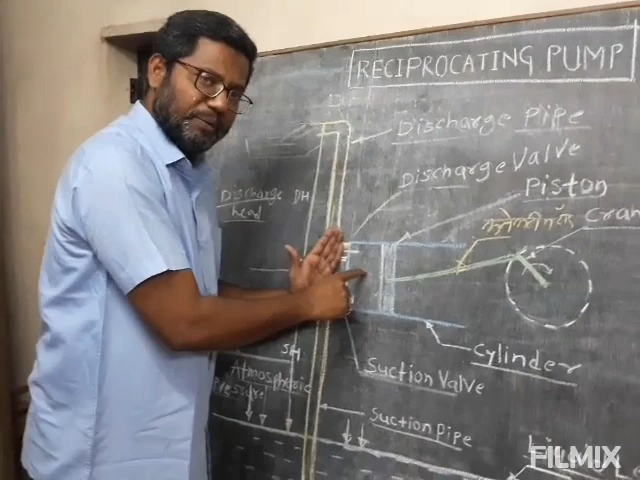 RECIPROCATING PUMP
Discharge Pipe
Discharge Valve
Piston
Discharge DH
head
Cran
Cylinder
SH
Atmospheric
Pressure
Suction Valve
Suction Pipe
FILMIX